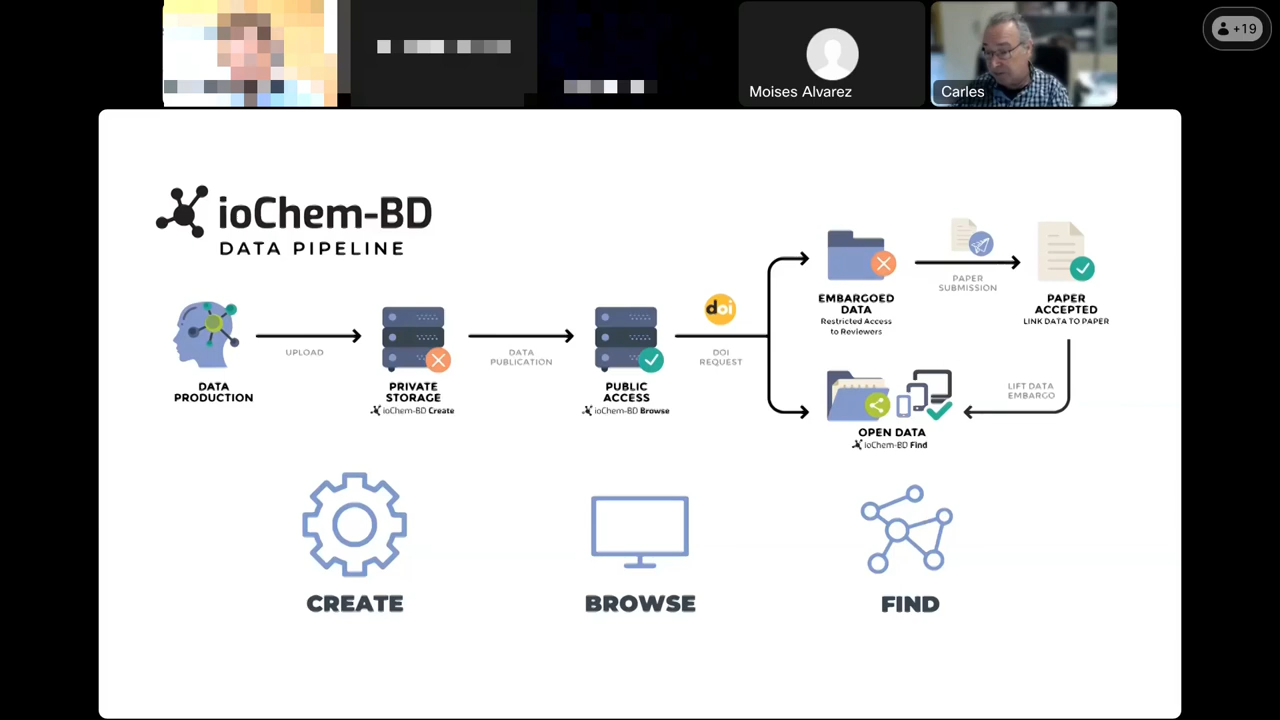 +19
Moises Alvarez
Carles
ioChem-BD
DATA PIPELINE
DATA
PRODUCTION
UPLOAD
PRIVATE
STORAGE
ioChem-BD Create
DATA
PUBLICATION
PUBLIC
ACCESS
ioChem-BD Browse
doi
DOI
REQUEST
EMBARGOED
DATA
Restricted Access
to Reviewers
PAPER
SUBMISSION
PAPER
ACCEPTED
LINK DATA TO PAPER
LIFT DATA
EMBARGO
OPEN DATA
ioChem-BD Find
CREATE
BROWSE
FIND